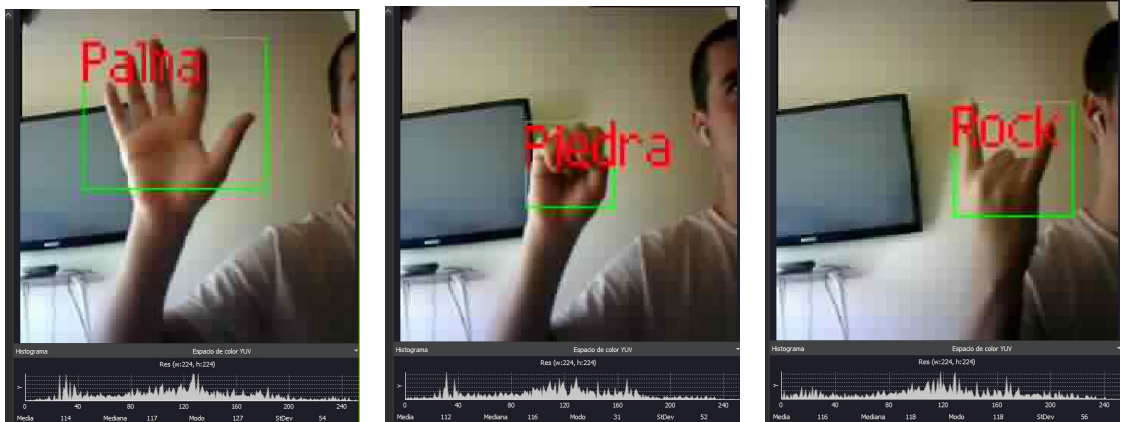 Palma
Histograma Espacio de color YUV
Res (w:224, h:224)
Y
0 40 80 120 160 200 240
Media 114 Mediana 117 Modo 127 StDev 54
Piedra
Histograma Espacio de color YUV
Res (w:224, h:224)
Y
0 40 80 120 160 200 240
Media 112 Mediana 116 Modo 31 StDev 52
Rock
Histograma Espacio de color YUV
Res (w:224, h:224)
Y
0 40 80 120 160 200 240
Media 116 Mediana 118 Modo 118 StDev 56